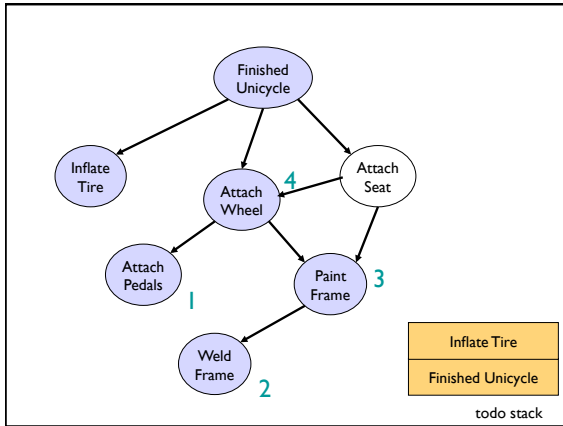 Finished
Unicycle
Inflate
Tire
Attach
Wheel
4
Attach
Seat
Attach
Pedals
1
Paint
Frame
3
Weld
Frame
2
Inflate Tire
Finished Unicycle
todo stack